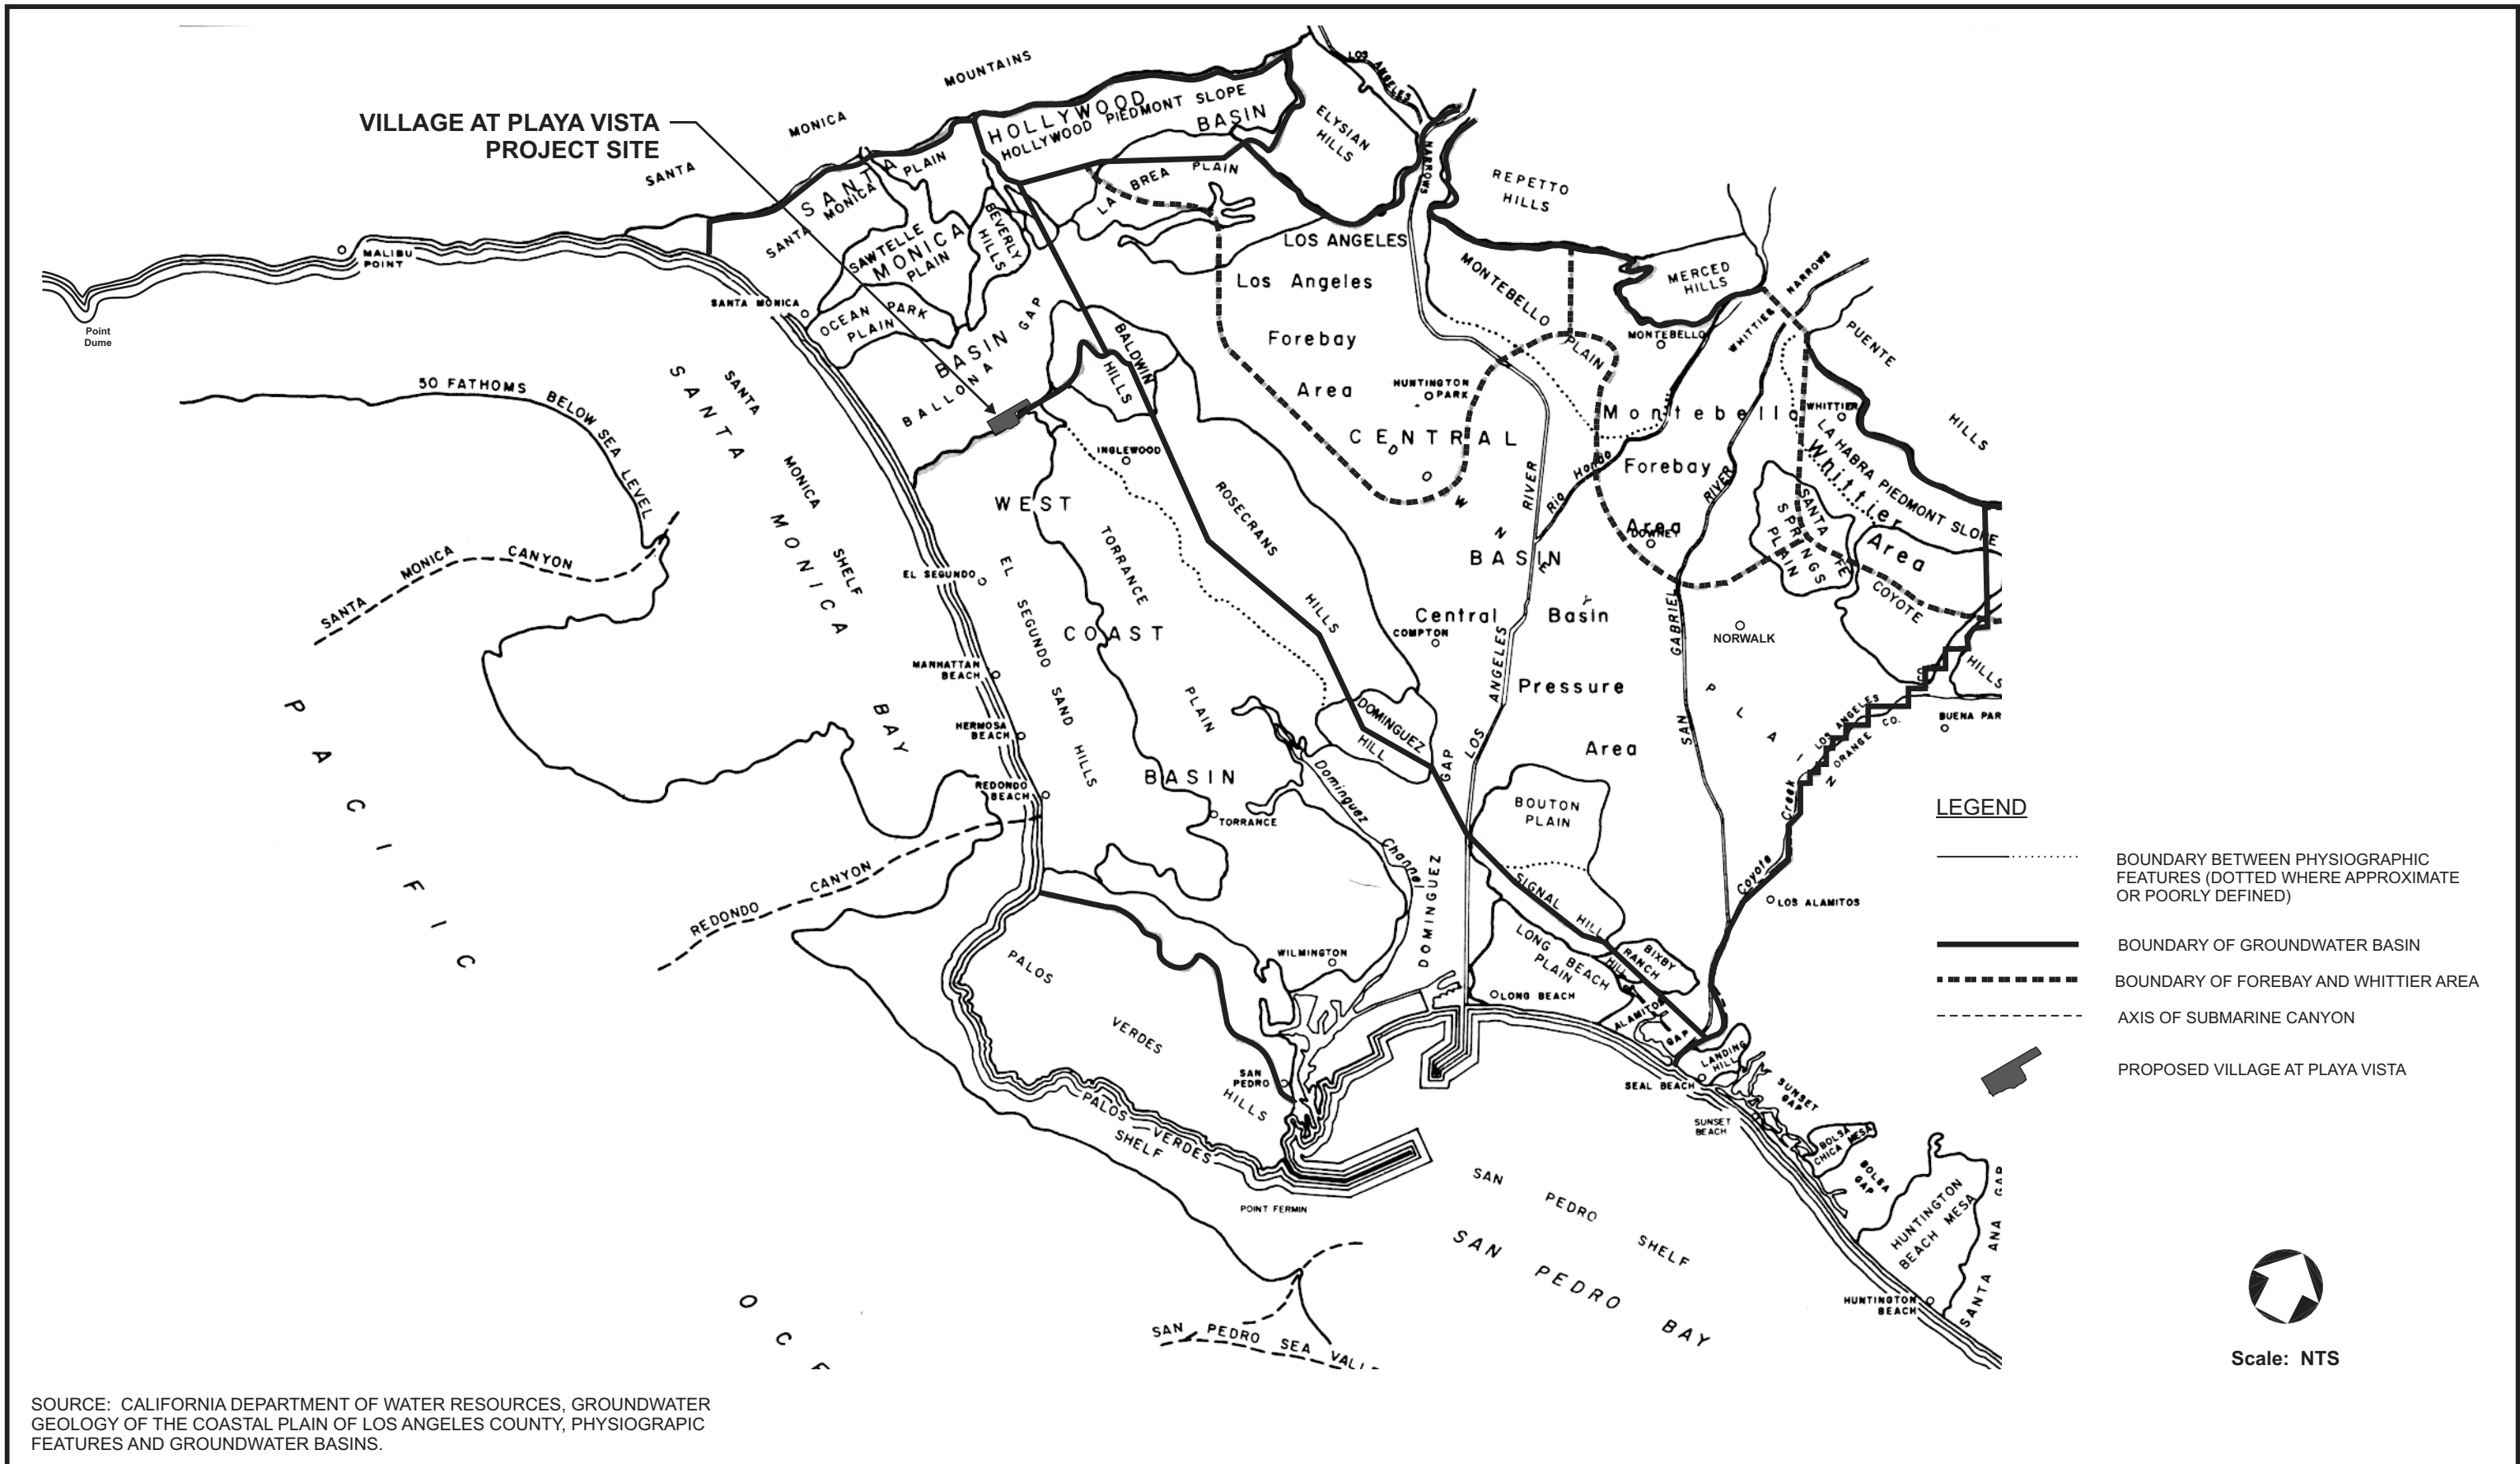 VILLAGE AT PLAYA VISTA
PROJECT SITE
SANTA
MONICA
MOUNTAINS
HOLLYWOOD
HOLLYWOOD PIEDMONT SLOPE
BASIN
LOS ANGELES
NARROWS
ELYSIAN
HILLS
REPETTO
HILLS
SANTA
MONICA
PLAIN
SANTA
MONICA
BASIN
SAWTELLE
PLAIN
BEVERLY
HILLS
LA BREA PLAIN
LOS ANGELES
Los Angeles
Forebay
Area
MONTEBELLO
PLAIN
MERCED
HILLS
WHITTIER NARROWS
MONTEBELLO
PUENTE
HILLS
MALIBU
POINT
Point
Dume
SANTA MONICA
OCEAN PARK
PLAIN
BALLONA GAP
BALDWIN
HILLS
HUNTINGTON
PARK
CENTRAL
BASIN
DOWNEY
PLAIN
Montebello
Forebay
Area
DOWNEY
WHITTIER
LA HABRA PIEDMONT SLOPE
Whittier
Area
SANTA FE
SPRINGS
PLAIN
COYOTE
HILLS
50 FATHOMS BELOW SEA LEVEL
SANTA
MONICA
SHELF
SANTA
MONICA
BAY
INGLEWOOD
WEST
COAST
BASIN
ROSECRANS
HILLS
TORRANCE
PLAIN
EL SEGUNDO
EL SEGUNDO SAND HILLS
SANTA MONICA CANYON
MANHATTAN
BEACH
HERMOSA
BEACH
REDONDO
BEACH
REDONDO CANYON
PACIFIC
Rio Hondo
LOS ANGELES RIVER
SAN GABRIEL RIVER
Central Basin
Pressure
Area
COMPTON
NORWALK
DOMINGUEZ
HILL
DOMINGUEZ GAP
Dominguez Channel
TORRANCE
BOUTON
PLAIN
LOS ANGELES CO.
ORANGE CO.
BUENA PAR
Coyote Creek
LOS ALAMITOS
SIGNAL HILL
LONG BEACH
PLAIN
BIXBY
RANCH
HILL
WILMINGTON
LONG BEACH
ALAMITOS
GAP
LANDING
HILL
SEAL BEACH
SUNSET
GAP
SUNSET
BEACH
BOLSA
CHICA MESA
BOLSA
GAP
HUNTINGTON
BEACH MESA
SANTA ANA GAP
HUNTINGTON
BEACH
PALOS
VERDES
HILLS
SAN
PEDRO
PALOS VERDES
SHELF
POINT FERMIN
SAN
PEDRO
SHELF
SAN
PEDRO
BAY
SAN PEDRO SEA
LEGEND
BOUNDARY BETWEEN PHYSIOGRAPHIC
FEATURES (DOTTED WHERE APPROXIMATE
OR POORLY DEFINED)
BOUNDARY OF GROUNDWATER BASIN
BOUNDARY OF FOREBAY AND WHITTIER AREA
AXIS OF SUBMARINE CANYON
PROPOSED VILLAGE AT PLAYA VISTA
Scale: NTS
SOURCE: CALIFORNIA DEPARTMENT OF WATER RESOURCES, GROUNDWATER
GEOLOGY OF THE COASTAL PLAIN OF LOS ANGELES COUNTY, PHYSIOGRAPIC
FEATURES AND GROUNDWATER BASINS.